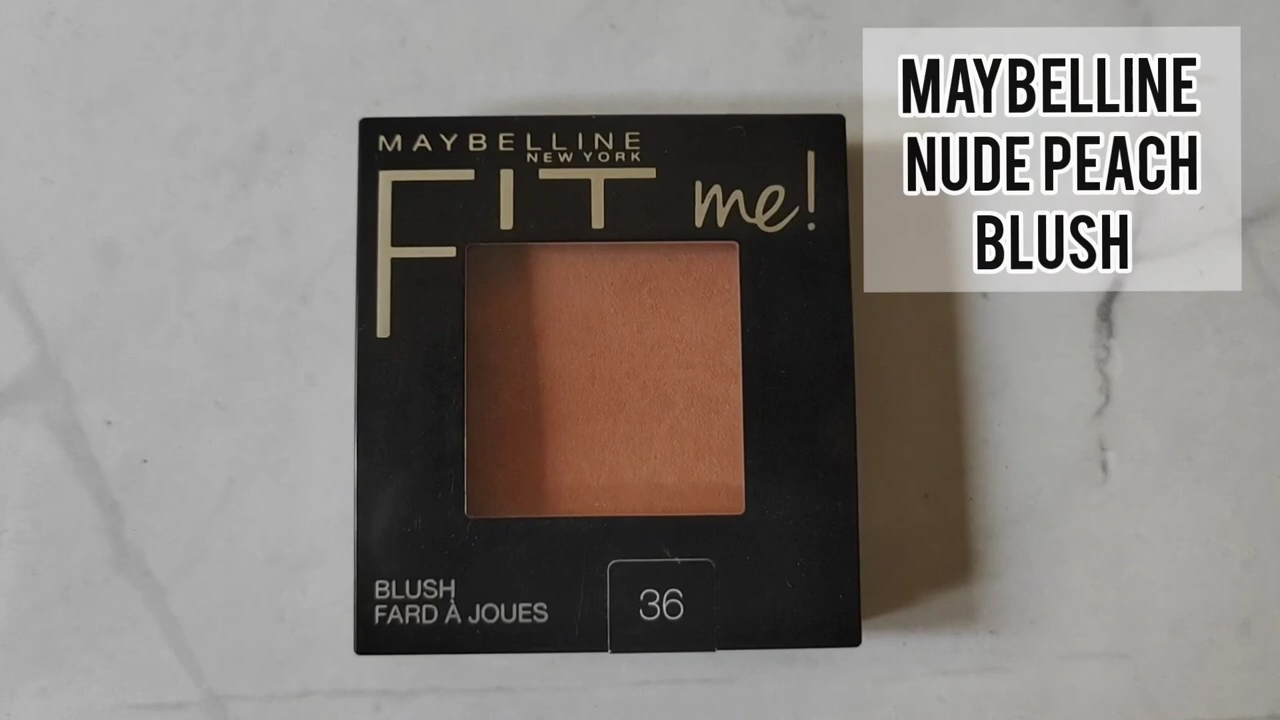 MAYBELLINE
NEW YORK
FIT me!
BLUSH
FARD À JOUES
36
MAYBELLINE
NUDE PEACH
BLUSH